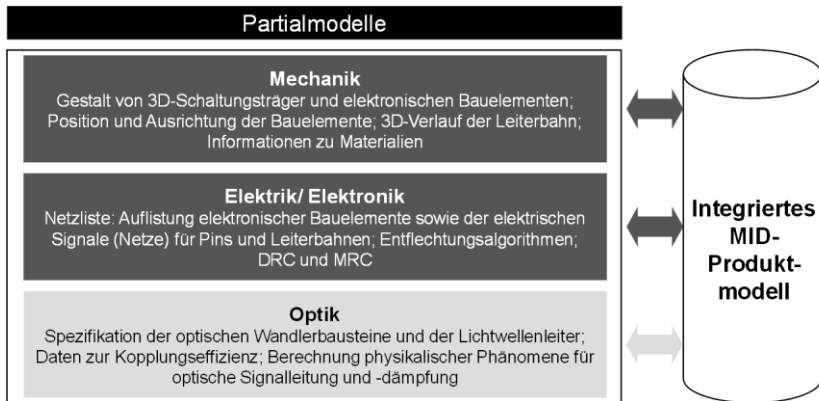 Partialmodelle
Mechanik
Gestalt von 3D-Schaltungsträger und elektronischen Bauelementen;
Position und Ausrichtung der Bauelemente; 3D-Verlauf der Leiterbahn;
Informationen zu Materialien
Elektrik/ Elektronik
Netzliste: Auflistung elektronischer Bauelemente sowie der elektrischen
Signale (Netze) für Pins und Leiterbahnen; Entflechtungsalgorithmen;
DRC und MRC
Optik
Spezifikation der optischen Wandlerbausteine und der Lichtwellenleiter;
Daten zur Kopplungseffizienz; Berechnung physikalischer Phänomene für
optische Signalleitung und -dämpfung
Integriertes
MID-
Produkt-
modell